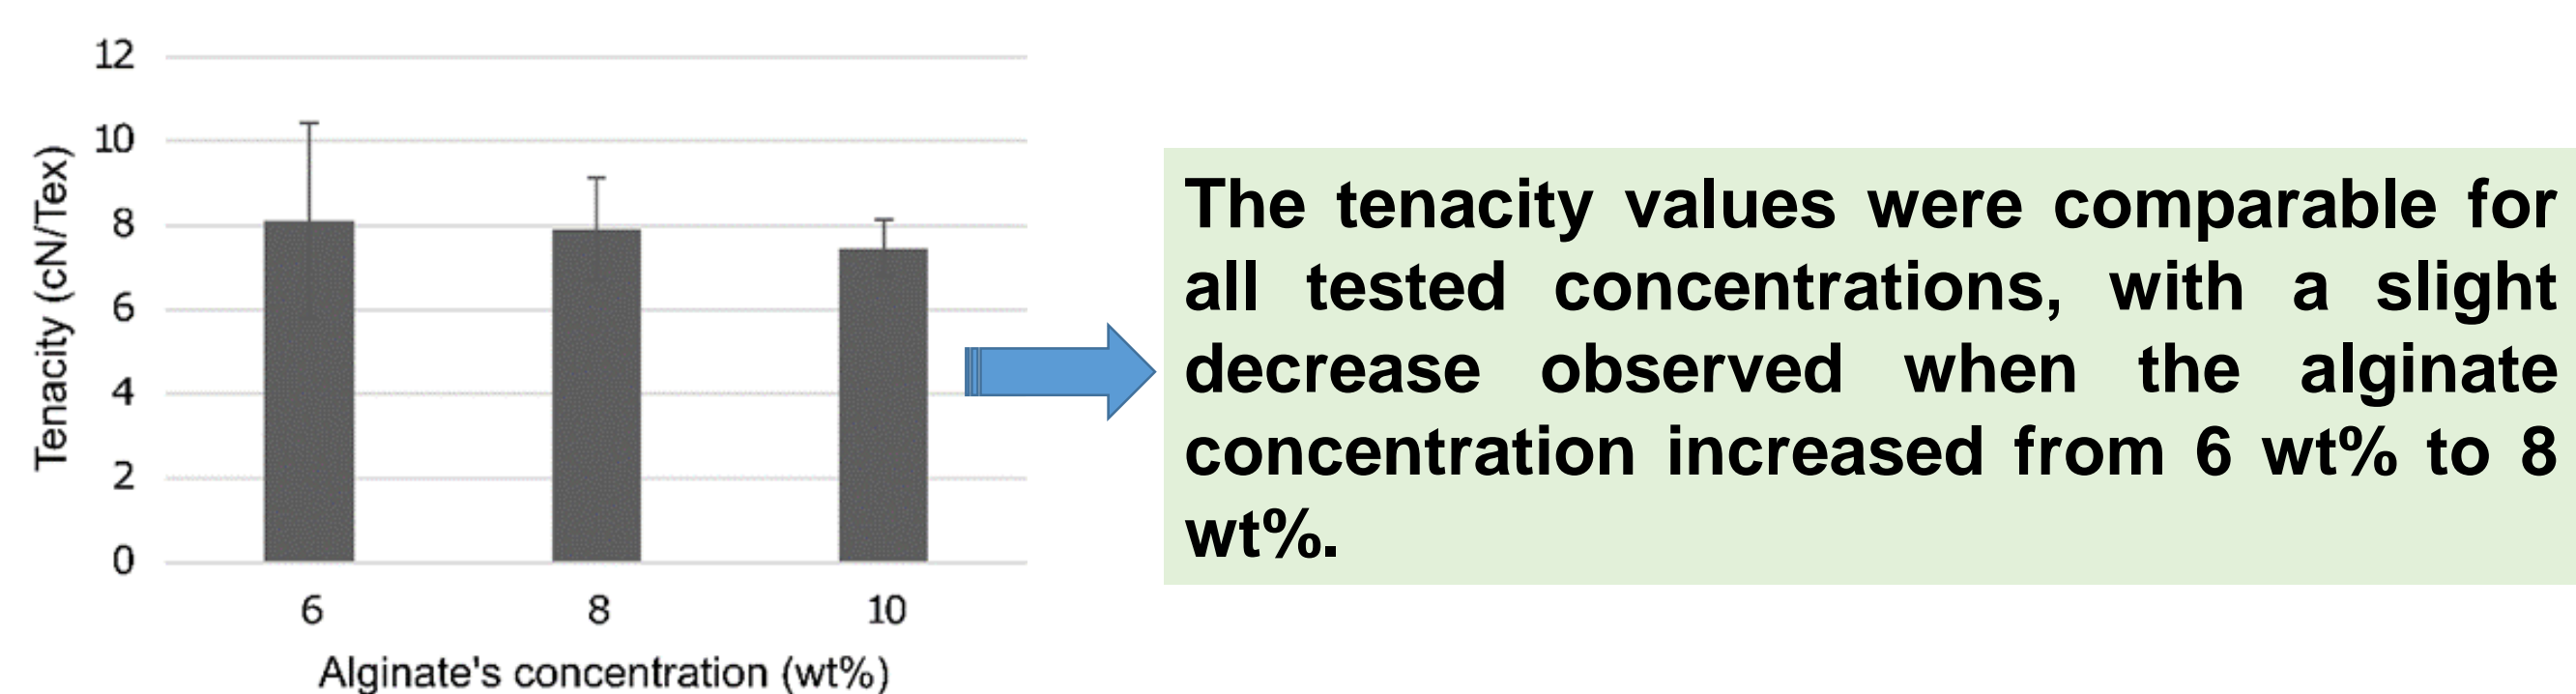 12
10
8
6
4
2
0
Tenacity (cN/Tex)
6 8 10
Alginate's concentration (wt%)
The tenacity values were comparable for
all tested concentrations, with a slight
decrease observed when the alginate
concentration increased from 6 wt% to 8
wt%.